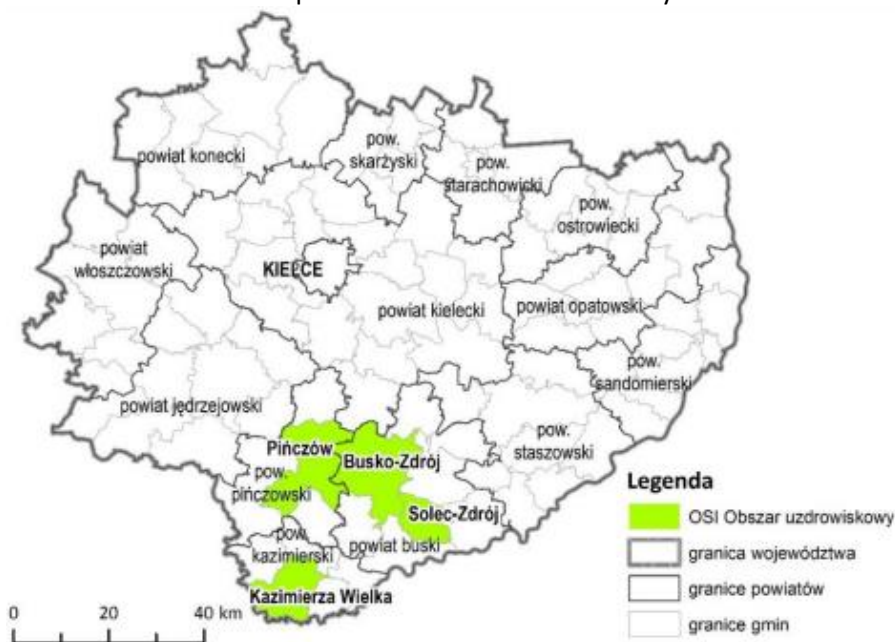 powiat konecki
pow.
skarżyski
pow.
starachowicki
pow.
ostrowiecki
powiat
włoszczowski
KIELCE
powiat kielecki
powiat opatowski
pow.
sandomierski
powiat jędrzejowski
pow.
staszowski
Pińczów
Busko-Zdrój
pow.
pińczowski
Solec-Zdrój
powiat buski
pow.
kazimierski
Kazimierza Wielka
0 20 40 km
Legenda
OSI Obszar uzdrowiskowy
granica województwa
granice powiatów
granice gmin